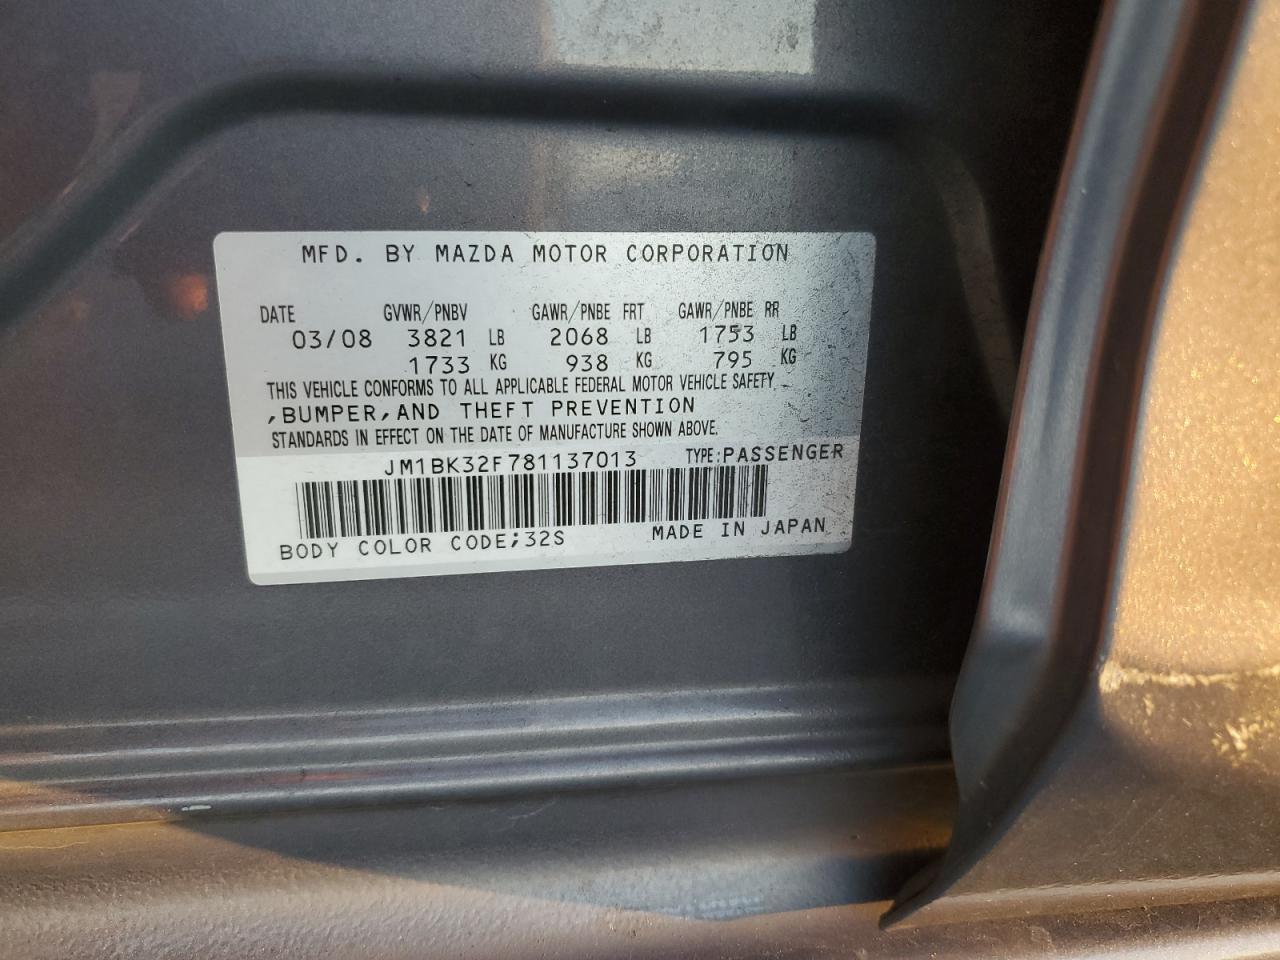 MFD. BY MAZDA MOTOR CORPORATION
DATE GVWR/PNBV GAWR/PNBE FRT GAWR/PNBE RR
03/08 3821 LB 2068 LB 1753 LB
1733 KG 938 KG 795 KG
THIS VEHICLE CONFORMS TO ALL APPLICABLE FEDERAL MOTOR VEHICLE SAFETY
,BUMPER,AND THEFT PREVENTION
STANDARDS IN EFFECT ON THE DATE OF MANUFACTURE SHOWN ABOVE.
JM1BK32F781137013 TYPE:PASSENGER
BODY COLOR CODE;32S MADE IN JAPAN